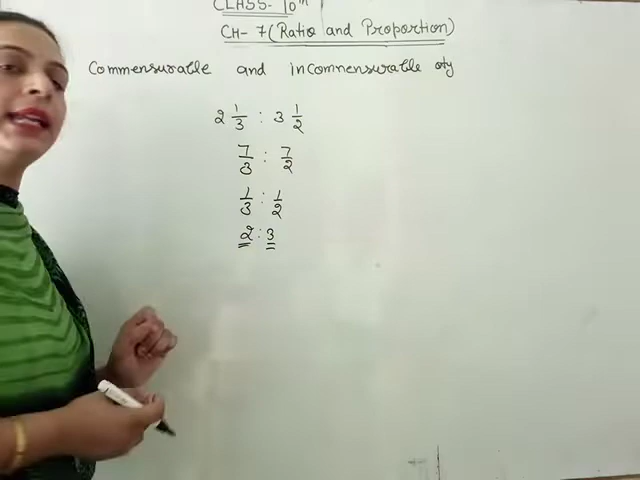 CLASS- 10th
CH- 7 (Ratio and Proportion)
Commensurable and incommensurable qty
2 1/3 : 3 1/2
7/3 : 7/2
1/3 : 1/2
2 : 3